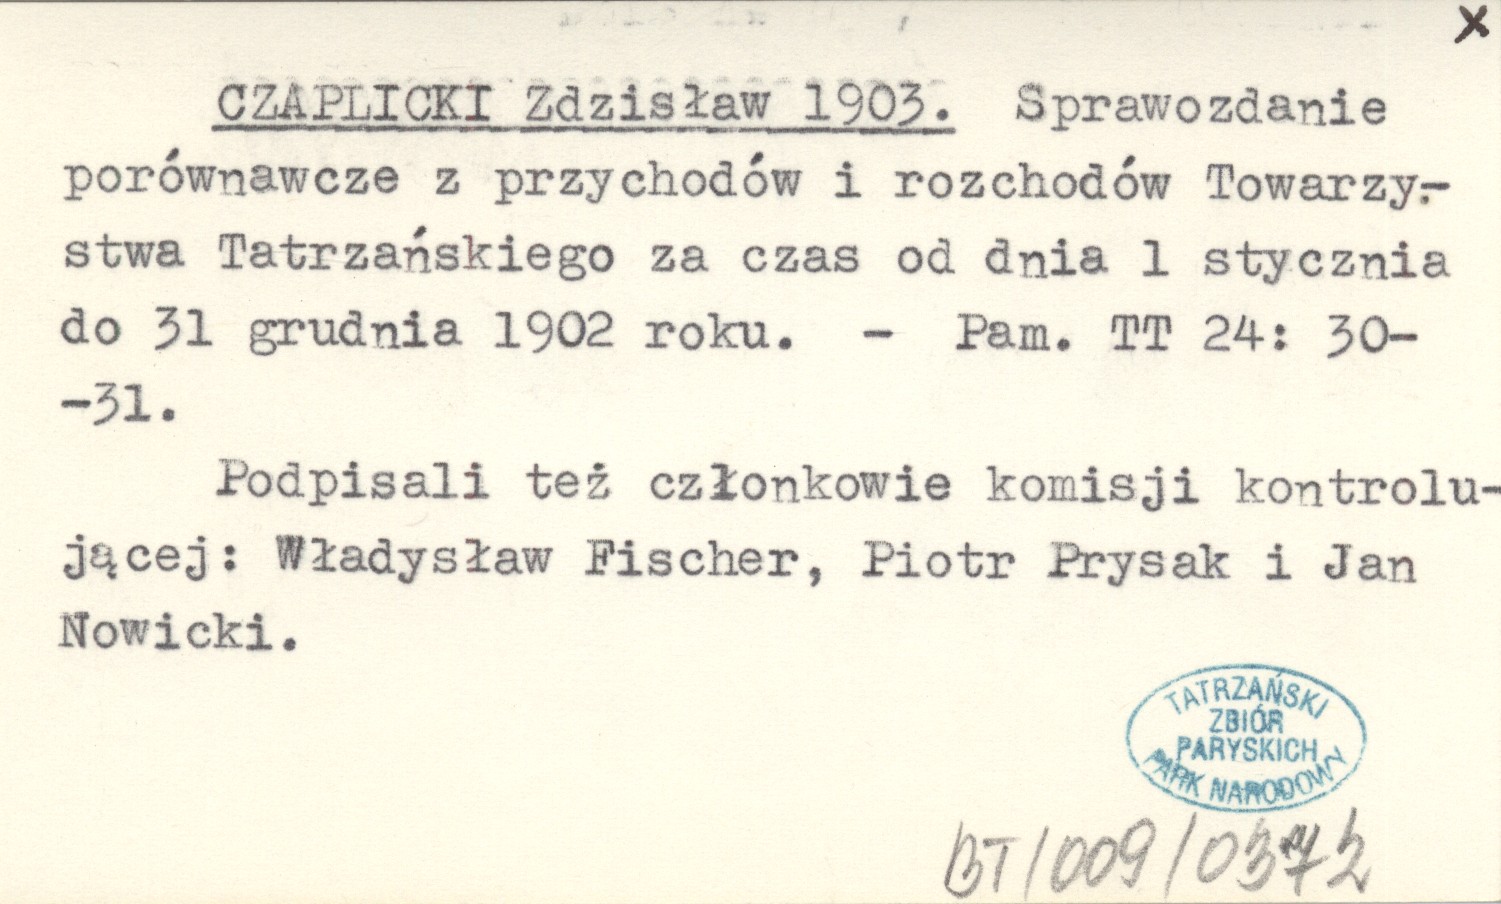 x
CZAPLICKI Zdzisław 1903. Sprawozdanie
porównawcze z przychodów i rozchodów Towarzy-
stwa Tatrzańskiego za czas od dnia 1 stycznia
do 31 grudnia 1902 roku. - Pam. TT 24: 30-
-31.
Podpisali też członkowie komisji kontrolu-
jącej: Władysław Fischer, Piotr Prysak i Jan
Nowicki.
TATRZAŃSKI
ZBIÓR
PARYSKICH
PARK NARODOWY
BT/009/0372